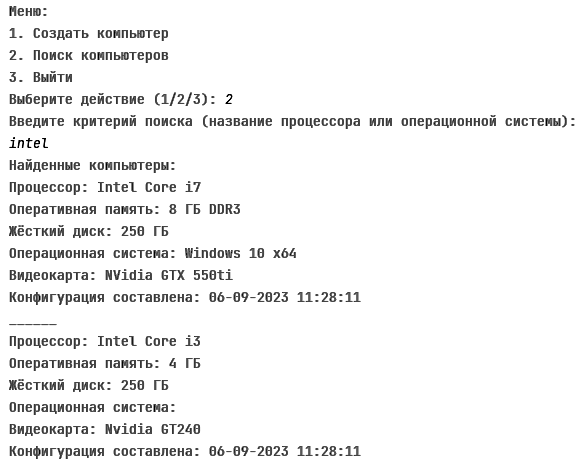 Меню:
1. Создать компьютер
2. Поиск компьютеров
3. Выйти
Выберите действие (1/2/3): 2
Введите критерий поиска (название процессора или операционной системы):
intel
Найденные компьютеры:
Процессор: Intel Core i7
Оперативная память: 8 ГБ DDR3
Жёсткий диск: 250 ГБ
Операционная система: Windows 10 x64
Видеокарта: NVidia GTX 550ti
Конфигурация составлена: 06-09-2023 11:28:11
______
Процессор: Intel Core i3
Оперативная память: 4 ГБ
Жёсткий диск: 250 ГБ
Операционная система:
Видеокарта: Nvidia GT240
Конфигурация составлена: 06-09-2023 11:28:11